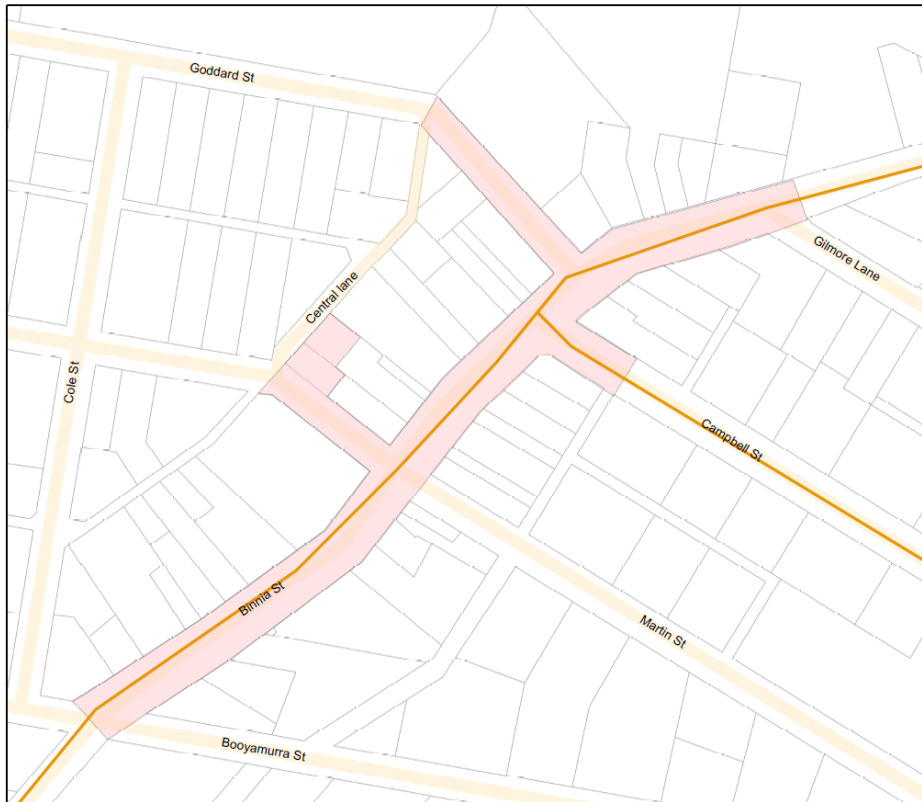 Goddard St
Gilmore Lane
Central lane
Cole St
Campbell St
Binnia St
Martin St
Booyamurra St